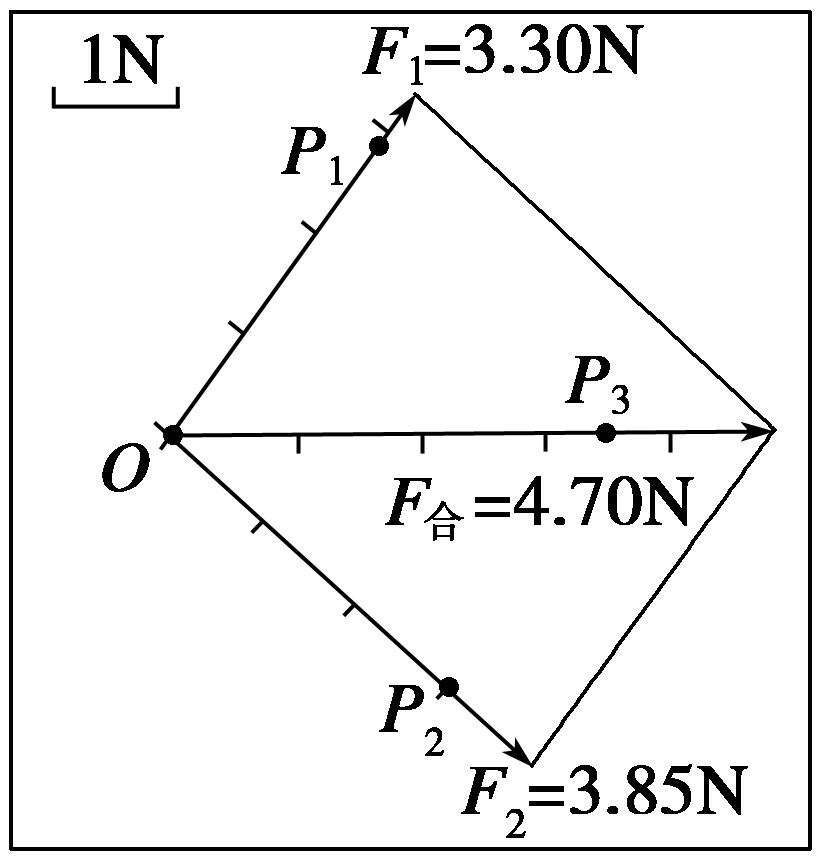 1N
F₁=3.30N
P₁
P₃
O
F合=4.70N
P₂
F₂=3.85N